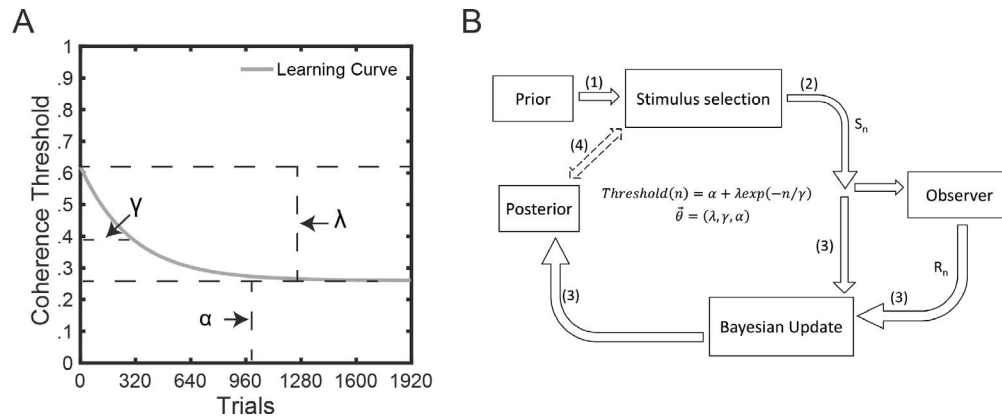 A
Coherence Threshold
1
.9
.8
.7
.6
.5
.4
.3
.2
.1
0
Learning Curve
γ
λ
α
0 320 640 960 1280 1600 1920
Trials
B
Prior
(1)
Stimulus selection
(2)
Sn
(4)
Threshold(n) = α + λexp(−n/γ)
θ⃗ = (λ, γ, α)
Posterior
Observer
(3)
Rn
(3)
(3)
Bayesian Update